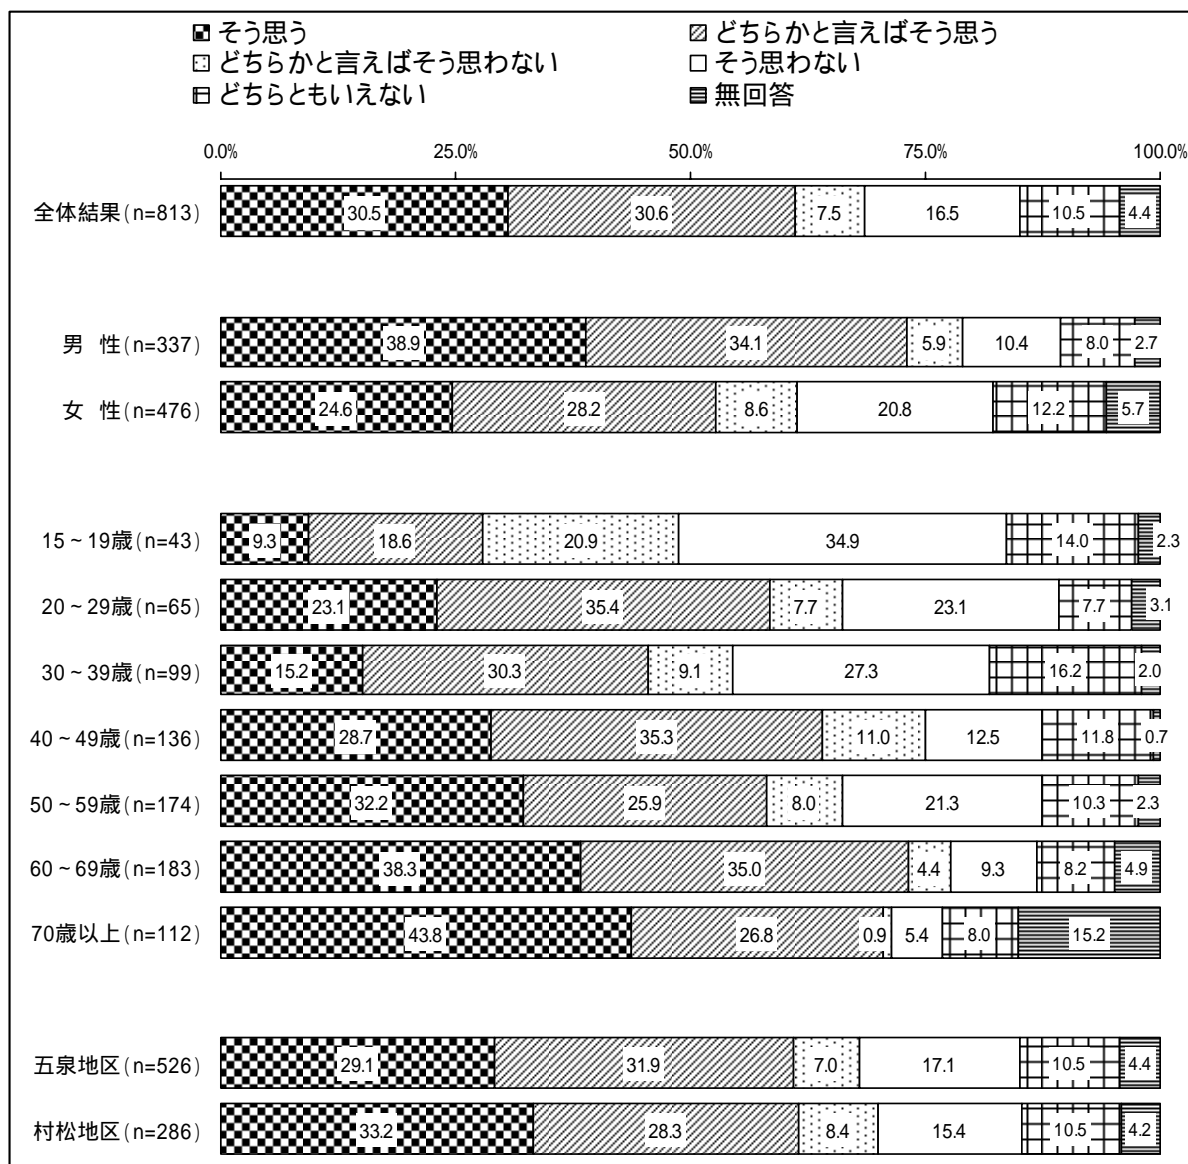 そう思う どちらかと言えばそう思う
どちらかと言えばそう思わない そう思わない
どちらともいえない 無回答
0.0% 25.0% 50.0% 75.0% 100.0%
全体結果(n=813) 30.5 30.6 7.5 16.5 10.5 4.4
男 性(n=337) 38.9 34.1 5.9 10.4 8.0 2.7
女 性(n=476) 24.6 28.2 8.6 20.8 12.2 5.7
15~19歳(n=43) 9.3 18.6 20.9 34.9 14.0 2.3
20~29歳(n=65) 23.1 35.4 7.7 23.1 7.7 3.1
30~39歳(n=99) 15.2 30.3 9.1 27.3 16.2 2.0
40~49歳(n=136) 28.7 35.3 11.0 12.5 11.8 0.7
50~59歳(n=174) 32.2 25.9 8.0 21.3 10.3 2.3
60~69歳(n=183) 38.3 35.0 4.4 9.3 8.2 4.9
70歳以上(n=112) 43.8 26.8 0.9 5.4 8.0 15.2
五泉地区(n=526) 29.1 31.9 7.0 17.1 10.5 4.4
村松地区(n=286) 33.2 28.3 8.4 15.4 10.5 4.2